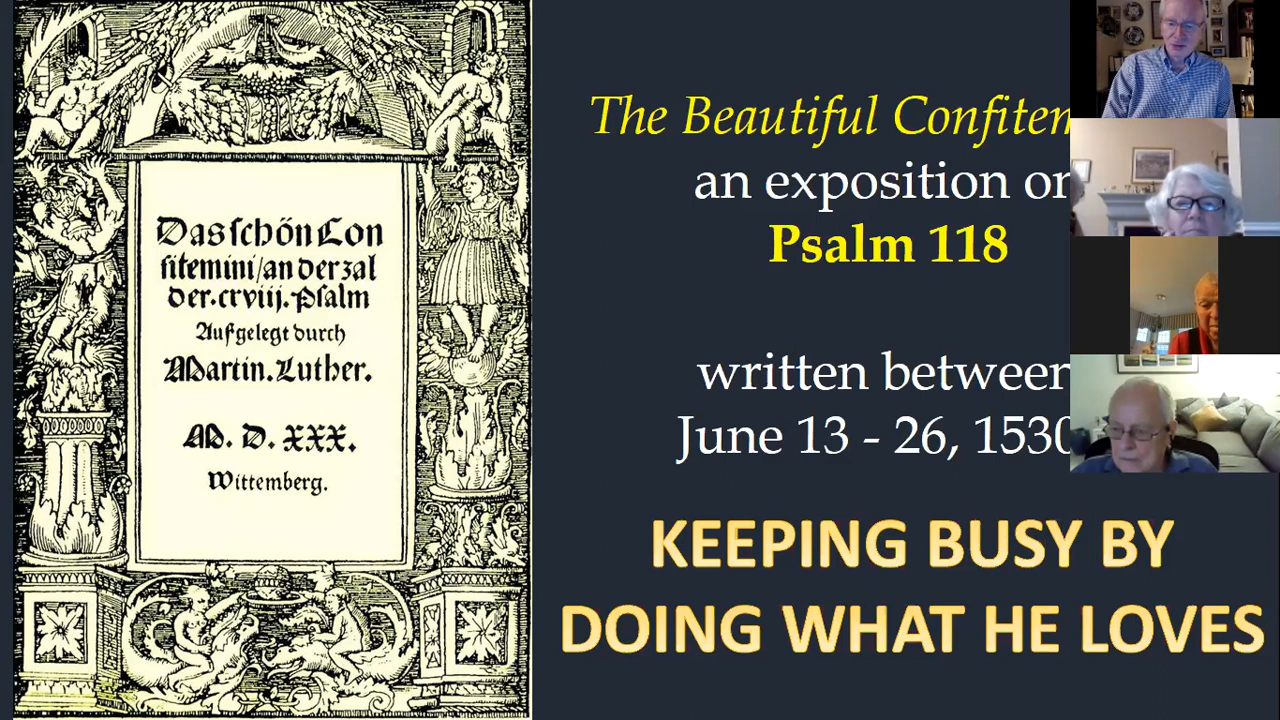 Das schön Con
fitemini/an der zal
der.cxviij.Psalm
Außgelegt durch
Martin.Luther.
M. D. XXX.
Wittemberg.
The Beautiful Confitem
an exposition on
Psalm 118
written between
June 13 - 26, 1530
KEEPING BUSY BY
DOING WHAT HE LOVES